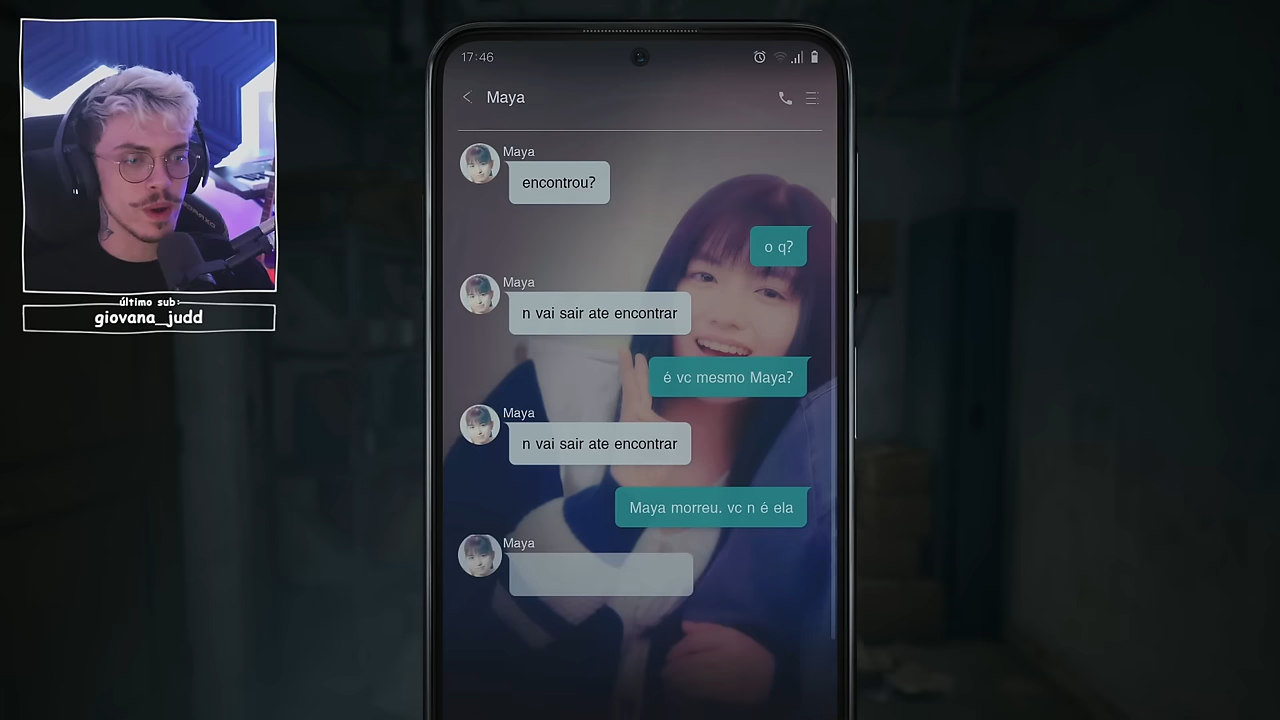 17:46
Maya
Maya
encontrou?
o q?
Maya
n vai sair ate encontrar
é vc mesmo Maya?
Maya
n vai sair ate encontrar
Maya morreu. vc n é ela
Maya
último sub:
giovana_judd